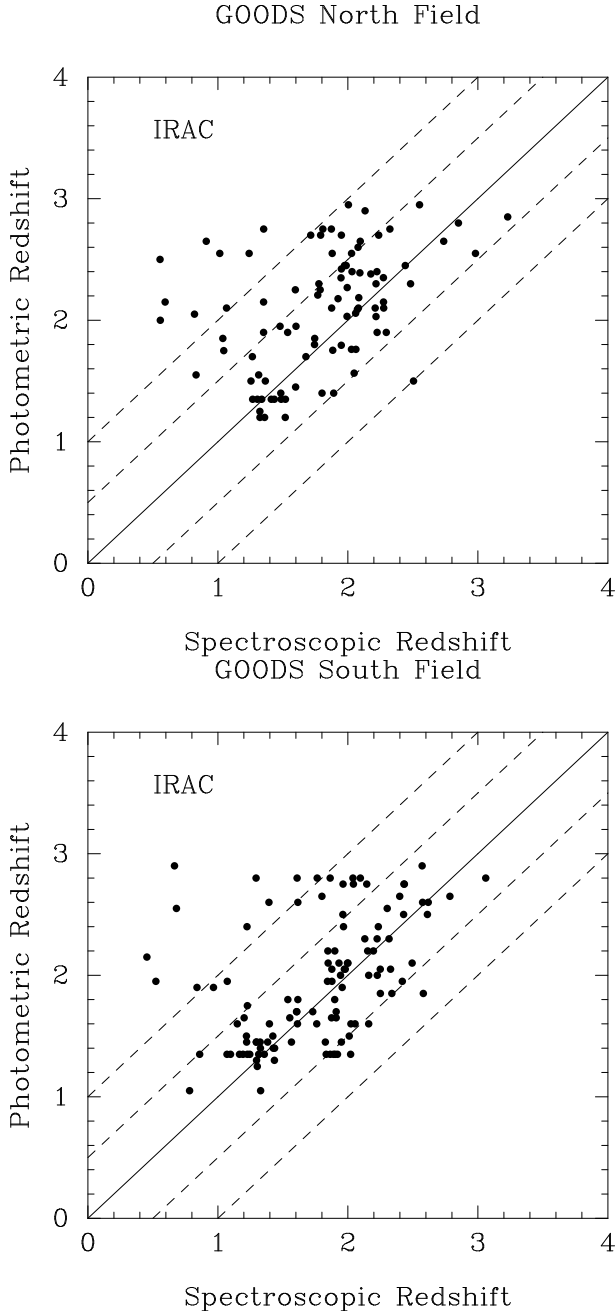 GOODS North Field
4
IRAC
3
Photometric Redshift
2
1
0
0 1 2 3 4
Spectroscopic Redshift
GOODS South Field
4
IRAC
3
Photometric Redshift
2
1
0
0 1 2 3 4
Spectroscopic Redshift